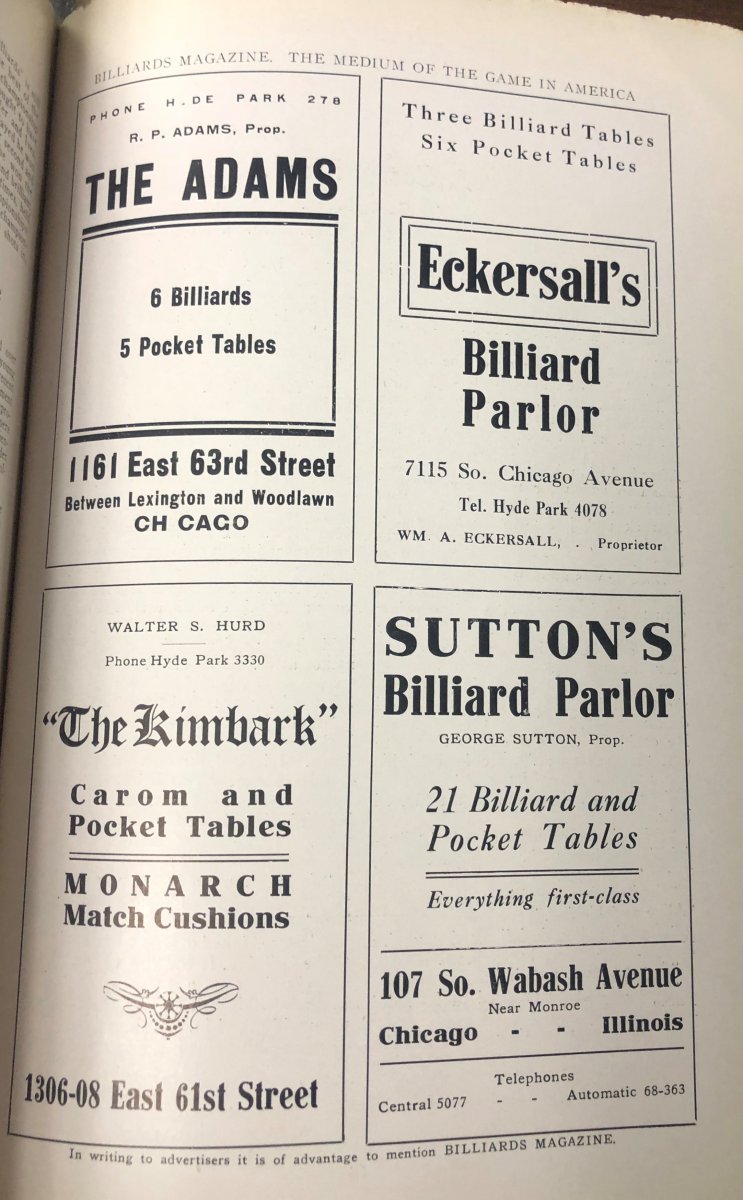 BILLIARDS MAGAZINE. THE MEDIUM OF THE GAME IN AMERICA
PHONE H.DE PARK 278
R. P. ADAMS, Prop.
THE ADAMS
6 Billiards
5 Pocket Tables
1161 East 63rd Street
Between Lexington and Woodlawn
CH CAGO
Three Billiard Tables
Six Pocket Tables
Eckersall's
Billiard
Parlor
7115 So. Chicago Avenue
Tel. Hyde Park 4078
WM. A. ECKERSALL, . Proprietor
WALTER S. HURD
Phone Hyde Park 3330
"The Kimbark"
Carom and
Pocket Tables
MONARCH
Match Cushions
1306-08 East 61st Street
SUTTON'S
Billiard Parlor
GEORGE SUTTON, Prop.
21 Billiard and
Pocket Tables
Everything first-class
107 So. Wabash Avenue
Near Monroe
Chicago - - Illinois
Telephones
Central 5077 - - Automatic 68-363
In writing to advertisers it is of advantage to mention BILLIARDS MAGAZINE.